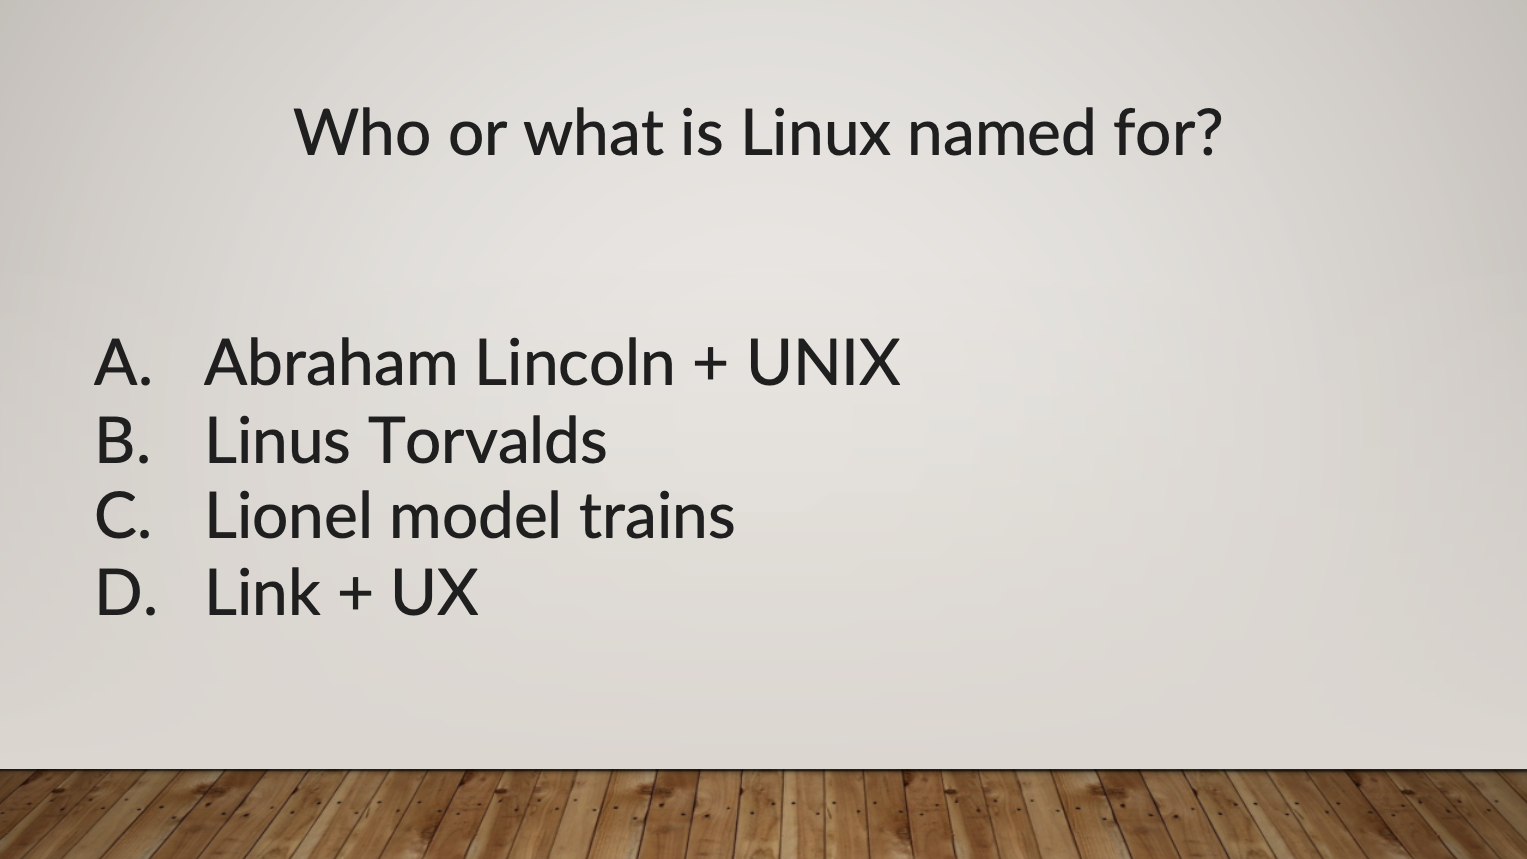 Who or what is Linux named for?
A. Abraham Lincoln + UNIX
B. Linus Torvalds
C. Lionel model trains
D. Link + UX